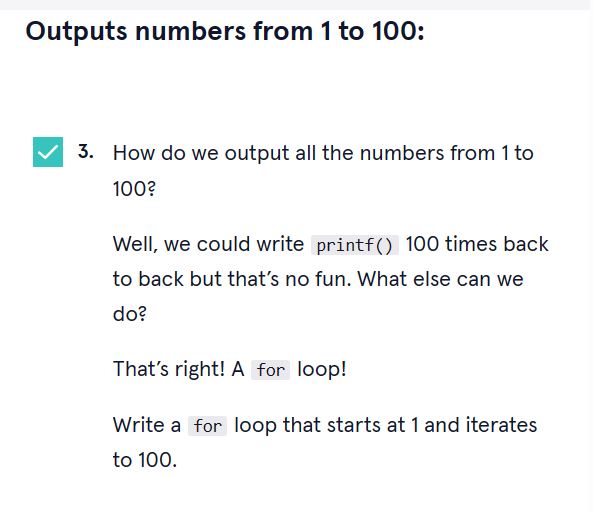 Outputs numbers from 1 to 100:
3. How do we output all the numbers from 1 to
100?
Well, we could write printf() 100 times back
to back but that's no fun. What else can we
do?
That's right! A for loop!
Write a for loop that starts at 1 and iterates
to 100.